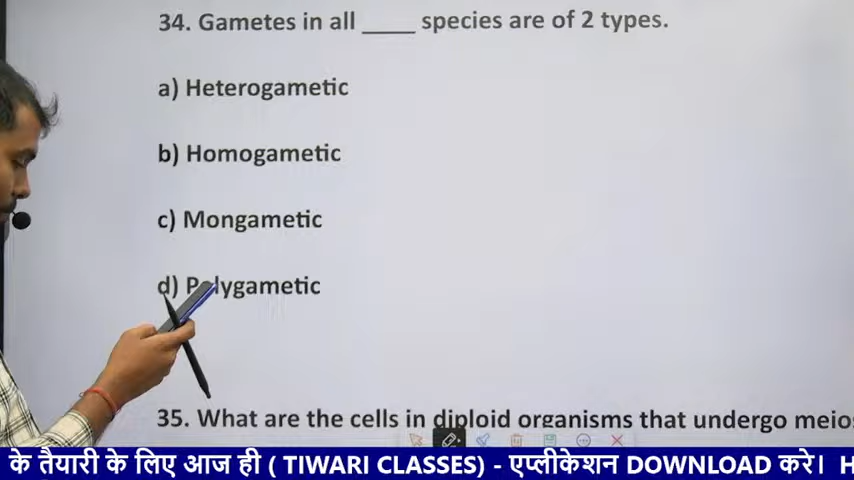 34. Gametes in all ____ species are of 2 types.
a) Heterogametic
b) Homogametic
c) Mongametic
d) Polygametic
35. What are the cells in diploid organisms that undergo meio
के तैयारी के लिए आज ही ( TIWARI CLASSES) - एप्लीकेशन DOWNLOAD करे। H